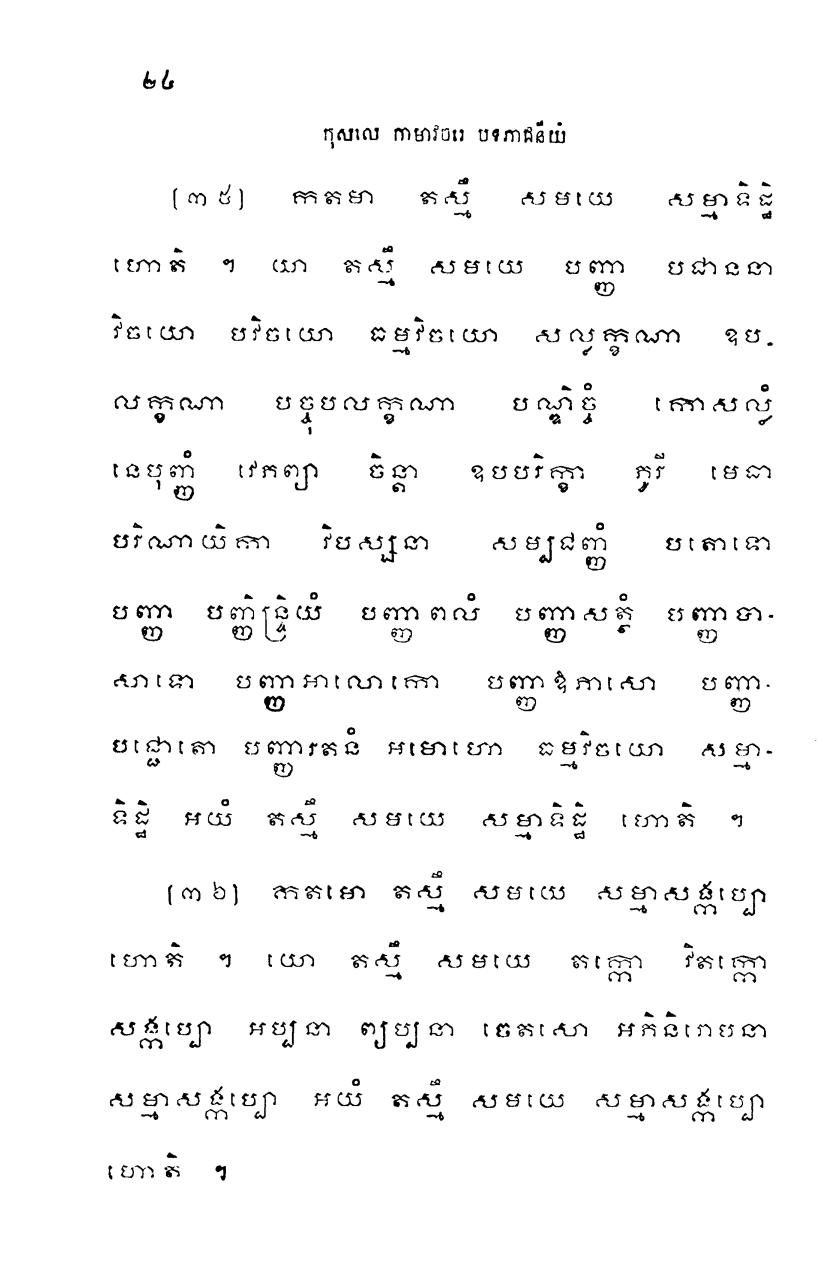 ២៤
កុសលេ កាមាវចរេ បទភាជនីយំ
(៣៥) កតមា តស្មឹ សមយេ សម្មាទិដ្ឋិ
ហោតិ ។ យា តស្មឹ សមយេ បញ្ញា បជាននា
វិចយោ បវិចយោ ធម្មវិចយោ សល្លក្ខណា ឧប-
លក្ខណា បច្ចុបលក្ខណា បណ្ឌិច្ចំ កោសល្លំ
នេបុញ្ញំ វេភព្យា ចិន្តា ឧបបរិក្ខា ភូរី មេធា
បរិណាយិកា វិបស្សនា សម្បជញ្ញំ បតោទោ
បញ្ញា បញ្ញិន្ទ្រិយំ បញ្ញាពលំ បញ្ញាសត្ថំ បញ្ញាបា-
សាទោ បញ្ញាអាលោកោ បញ្ញាឱភាសោ បញ្ញា-
បជ្ជោតោ បញ្ញារតនំ អមោហោ ធម្មវិចយោ សម្មា-
ទិដ្ឋិ អយំ តស្មឹ សមយេ សម្មាទិដ្ឋិ ហោតិ ។
(៣៦) កតមោ តស្មឹ សមយេ សម្មាសង្កប្បោ
ហោតិ ។ យោ តស្មឹ សមយេ តក្កោ វិតក្កោ
សង្កប្បោ អប្បនា ព្យប្បនា ចេតសោ អភិនិរោបនា
សម្មាសង្កប្បោ អយំ តស្មឹ សមយេ សម្មាសង្កប្បោ
ហោតិ ។